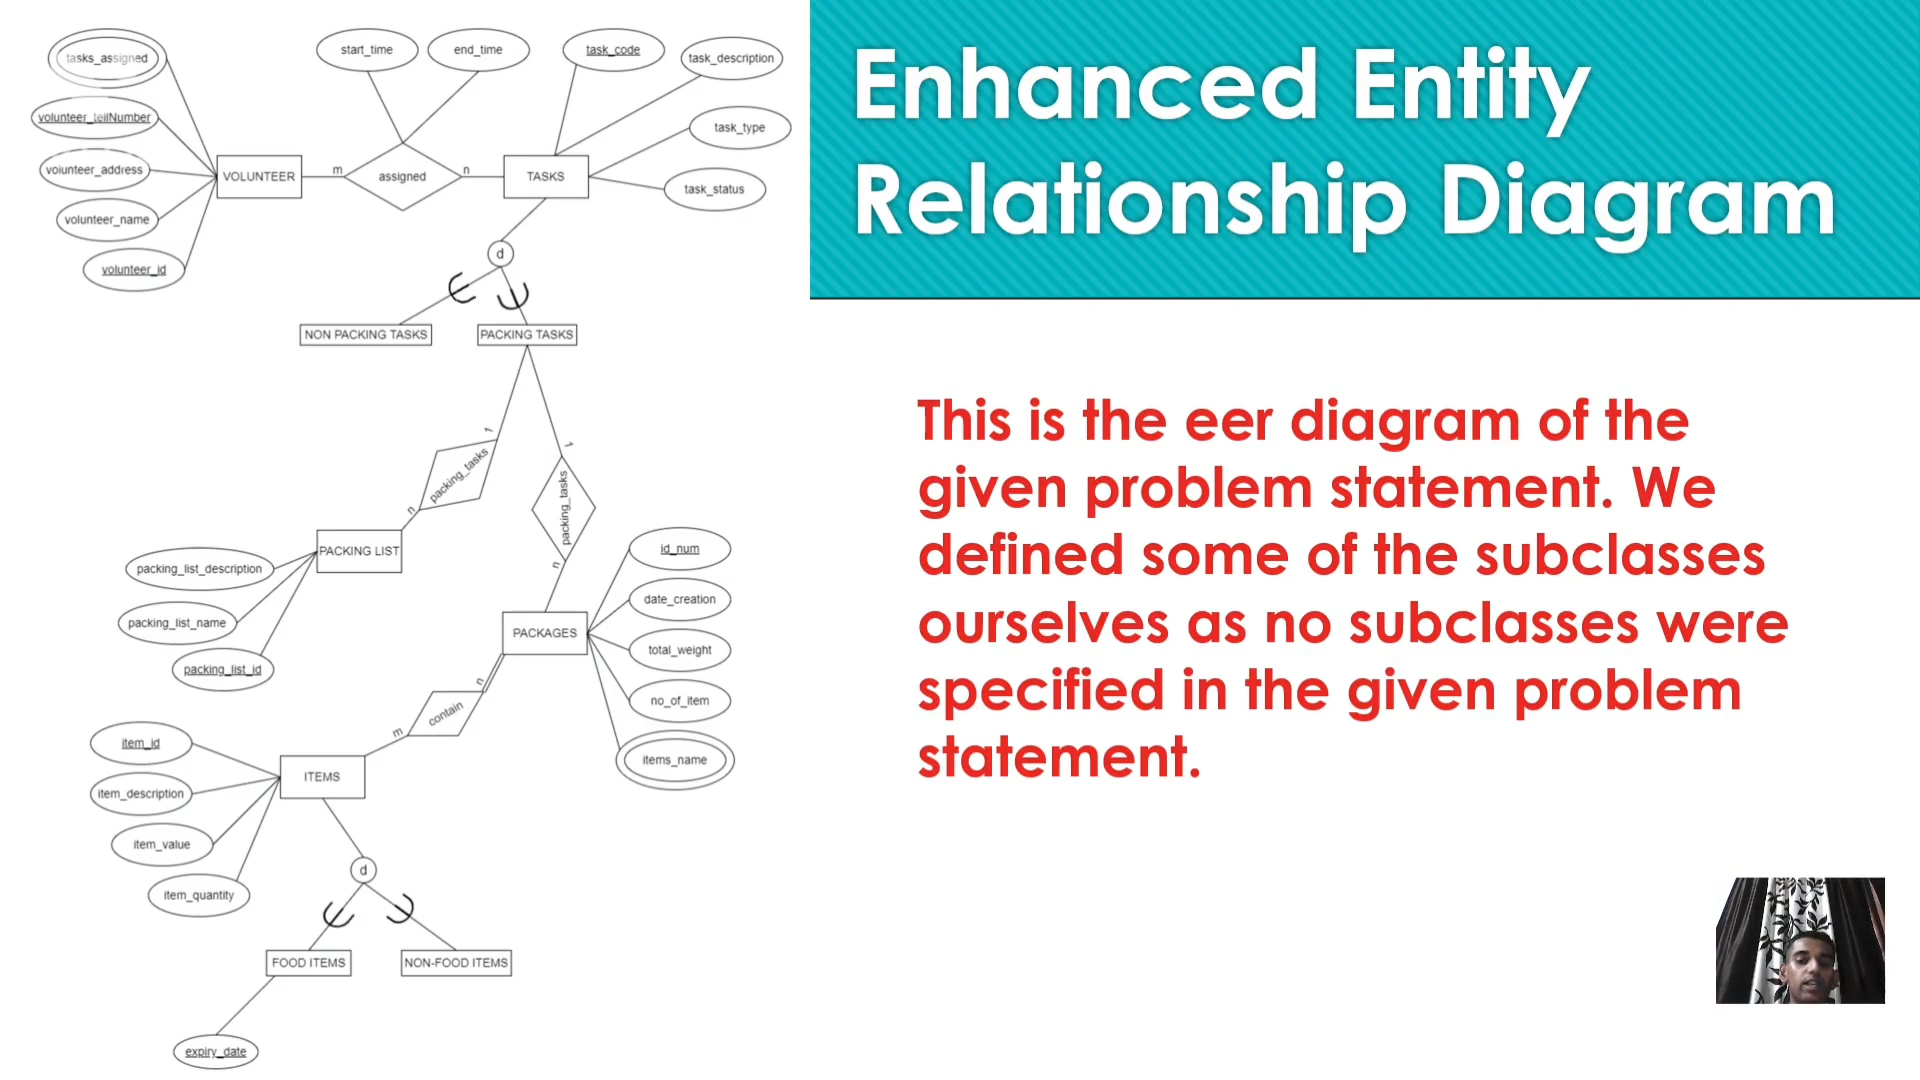 Enhanced Entity
Relationship Diagram
This is the eer diagram of the
given problem statement. We
defined some of the subclasses
ourselves as no subclasses were
specified in the given problem
statement.
tasks_assigned
start_time
end_time
task_code
task_description
volunteer_tellNumber
task_type
volunteer_address
VOLUNTEER
m
assigned
n
TASKS
task_status
volunteer_name
volunteer_id
d
NON PACKING TASKS
PACKING TASKS
1
1
packing_tasks
packing_tasks
n
n
PACKING LIST
packing_list_description
packing_list_name
packing_list_id
id_num
date_creation
PACKAGES
total_weight
no_of_item
items_name
n
contain
m
item_id
ITEMS
item_description
item_value
item_quantity
d
FOOD ITEMS
NON-FOOD ITEMS
expiry_date